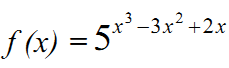 f(x) = 5^{x^3-3x^2+2x}